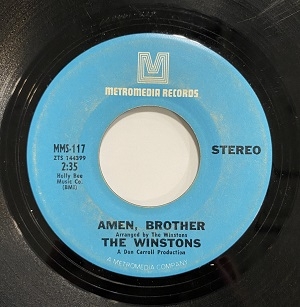 M
METROMEDIA RECORDS
MMS-117
STEREO
ZTS 144399
2:35
Holly Bee
Music Co.
(BMI)
AMEN, BROTHER
Arranged by The Winstons
THE WINSTONS
A Don Carroll Production
A METROMEDIA COMPANY